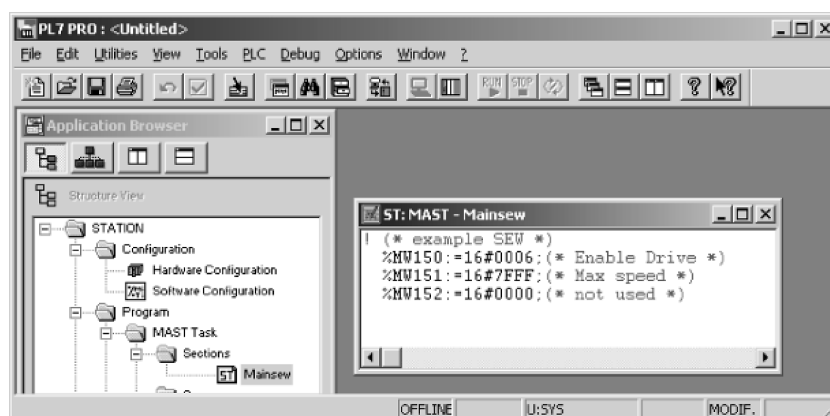 PL7 PRO : <Untitled>
File Edit Utilities View Tools PLC Debug Options Window ?
RUN STOP
Application Browser
Structure View
STATION
Configuration
Hardware Configuration
Software Configuration
Program
MAST Task
Sections
ST Mainsew
ST: MAST - Mainsew
! (* example SEW *)
%MW150:=16#0006;(* Enable Drive *)
%MW151:=16#7FFF;(* Max speed *)
%MW152:=16#0000;(* not used *)
OFFLINE U:SYS MODIF.